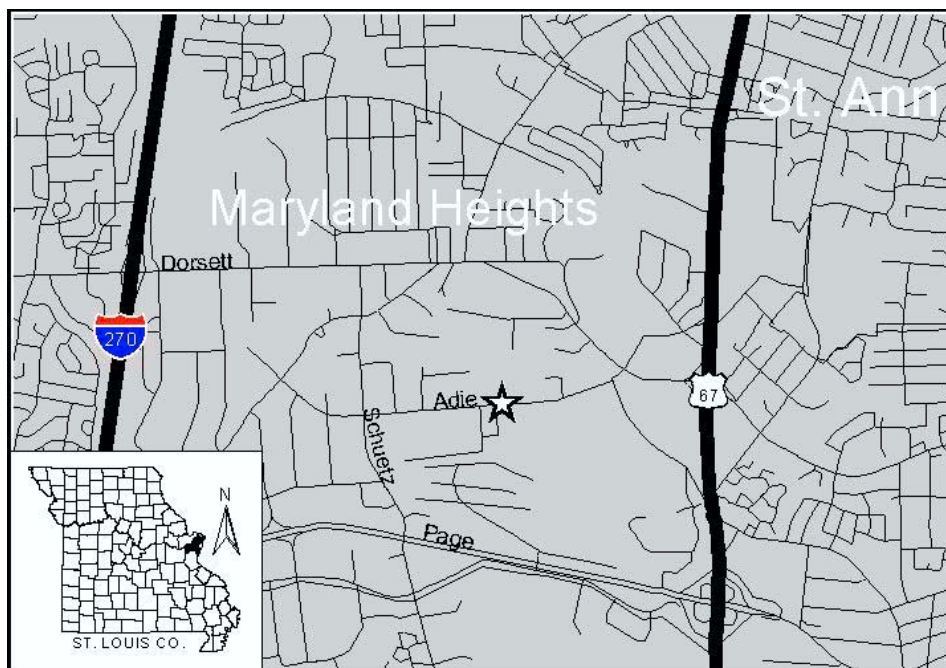 St. Ann
Maryland Heights
Dorsett
270
67
Adie
Schuetz
N
Page
ST. LOUIS CO.